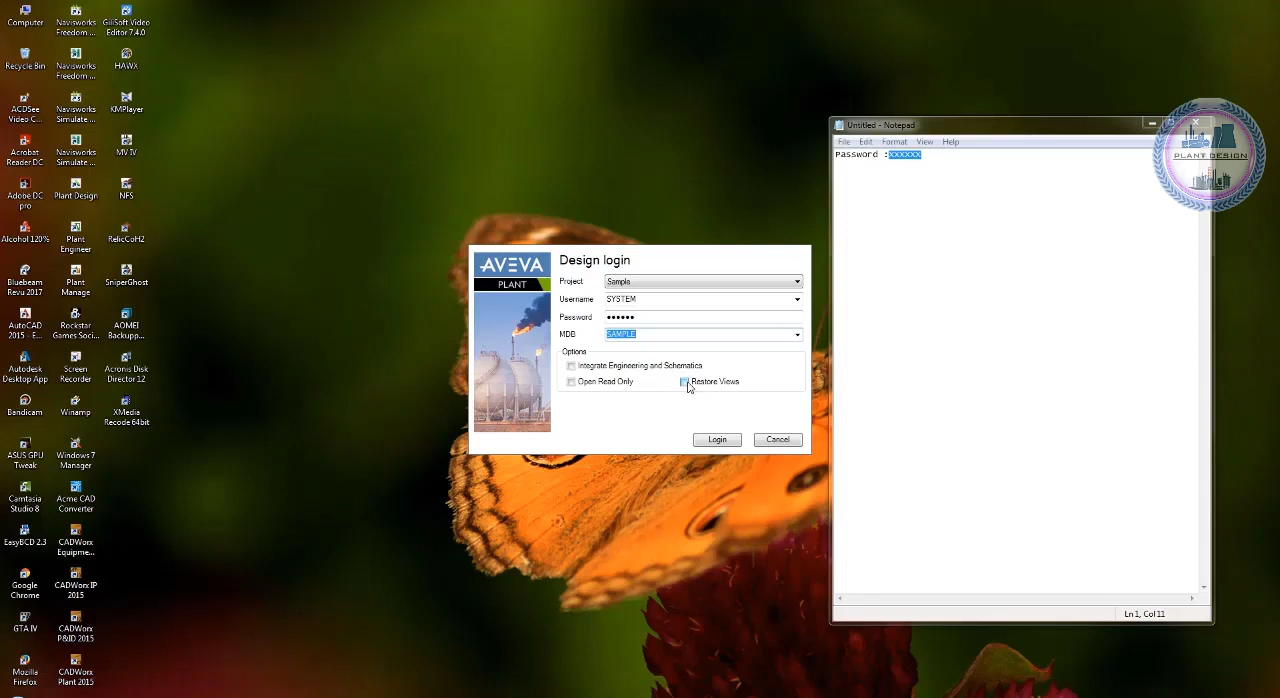 Computer
Navisworks
Freedom ...
GiliSoft Video
Editor 7.4.0
Recycle Bin
Navisworks
Freedom ...
HAWX
ACDSee
Video C...
Navisworks
Simulate ...
KMPlayer
Acrobat
Reader DC
Navisworks
Simulate ...
MV IV
Adobe DC
pro
Plant Design
NFS
Alcohol 120%
Plant
Engineer
RelicCoH2
Bluebeam
Revu 2017
Plant
Manage
SniperGhost
AutoCAD
2015 - E...
Rockstar
Games Soci...
AOMEI
Backupp...
Autodesk
Desktop App
Screen
Recorder
Acronis Disk
Director 12
Bandicam
Winamp
XMedia
Recode 64bit
ASUS GPU
Tweak
Windows 7
Manager
Camtasia
Studio 8
Acme CAD
Converter
EasyBCD 2.3
CADWorx
Equipme...
Google
Chrome
CADWorx IP
2015
GTA IV
CADWorx
P&ID 2015
Mozilla
Firefox
CADWorx
Plant 2015
AVEVA
PLANT
Design login
Project Sample
Username SYSTEM
Password ••••••
MDB SAMPLE
Options
Integrate Engineering and Schematics
Open Read Only Restore Views
Login Cancel
Untitled - Notepad
File Edit Format View Help
Password :xxxxxx
Ln 1, Col 11
PLANT DESIGN